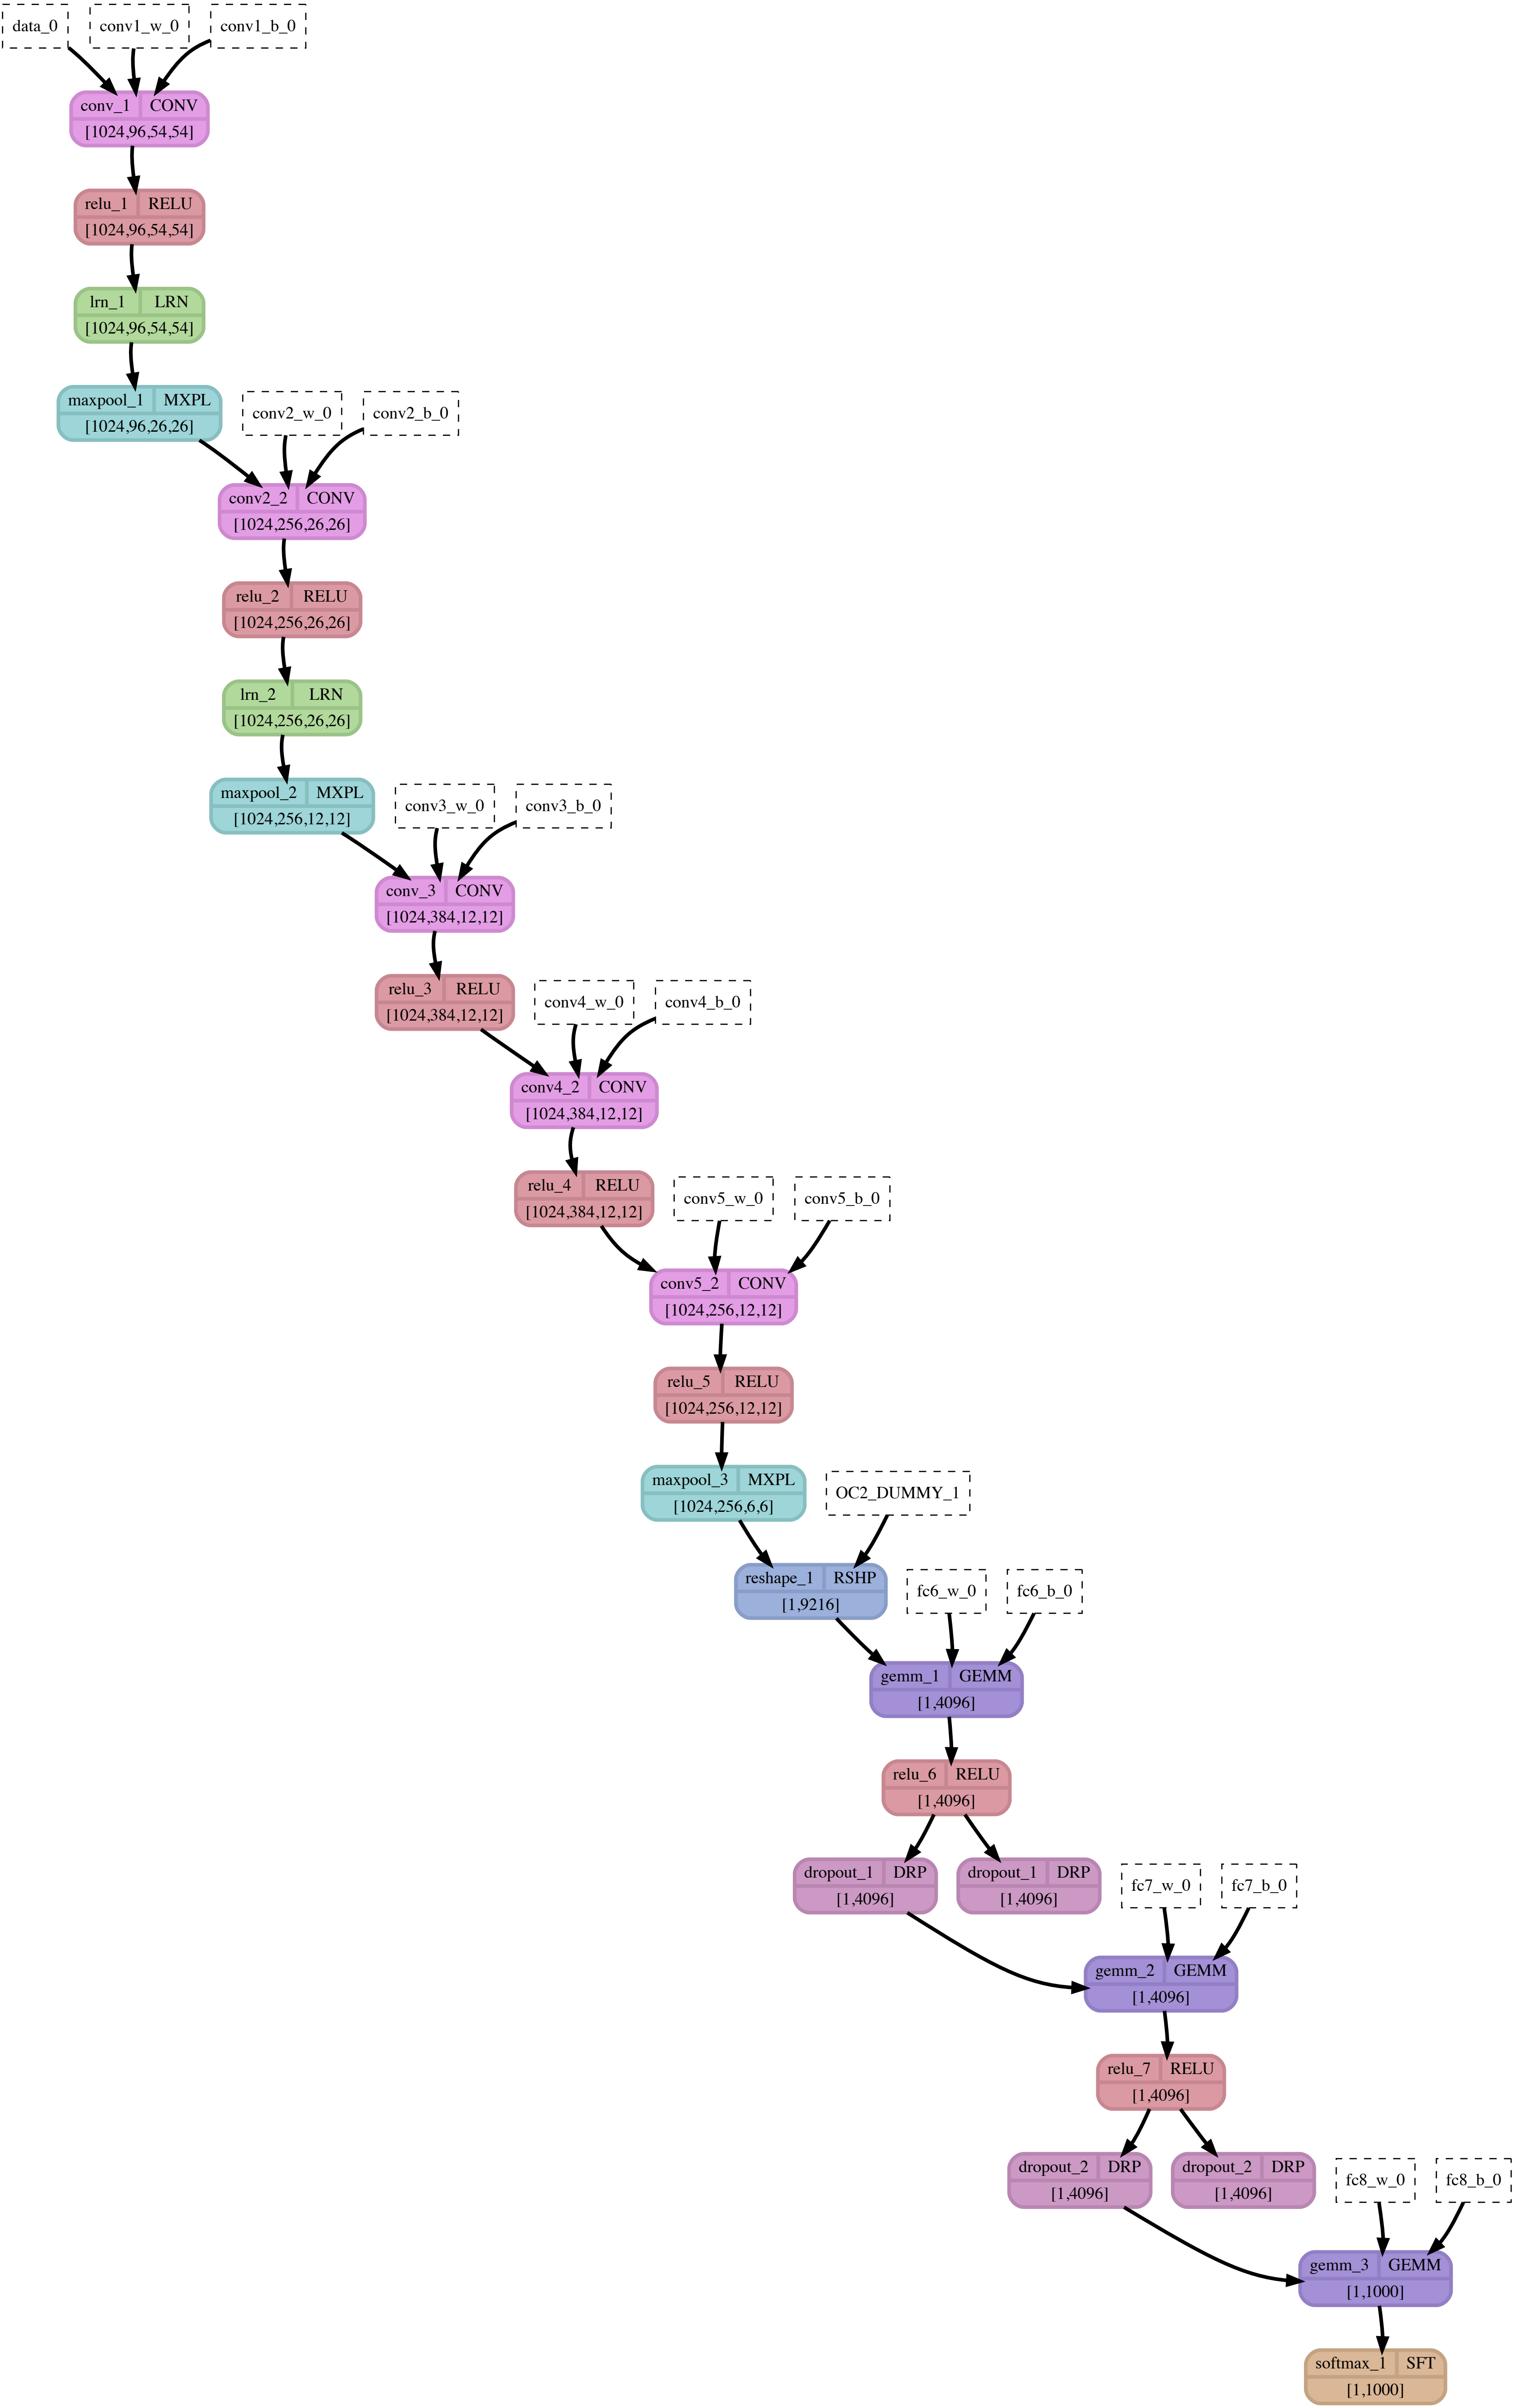 data_0 conv1_w_0 conv1_b_0
conv_1 CONV
[1024,96,54,54]
relu_1 RELU
[1024,96,54,54]
lrn_1 LRN
[1024,96,54,54]
maxpool_1 MXPL
[1024,96,26,26]
conv2_w_0 conv2_b_0
conv2_2 CONV
[1024,256,26,26]
relu_2 RELU
[1024,256,26,26]
lrn_2 LRN
[1024,256,26,26]
maxpool_2 MXPL
[1024,256,12,12]
conv3_w_0 conv3_b_0
conv_3 CONV
[1024,384,12,12]
relu_3 RELU
[1024,384,12,12]
conv4_w_0 conv4_b_0
conv4_2 CONV
[1024,384,12,12]
relu_4 RELU
[1024,384,12,12]
conv5_w_0 conv5_b_0
conv5_2 CONV
[1024,256,12,12]
relu_5 RELU
[1024,256,12,12]
maxpool_3 MXPL
[1024,256,6,6]
OC2_DUMMY_1
reshape_1 RSHP
[1,9216]
fc6_w_0 fc6_b_0
gemm_1 GEMM
[1,4096]
relu_6 RELU
[1,4096]
dropout_1 DRP
[1,4096]
dropout_1 DRP
[1,4096]
fc7_w_0 fc7_b_0
gemm_2 GEMM
[1,4096]
relu_7 RELU
[1,4096]
dropout_2 DRP
[1,4096]
dropout_2 DRP
[1,4096]
fc8_w_0 fc8_b_0
gemm_3 GEMM
[1,1000]
softmax_1 SFT
[1,1000]